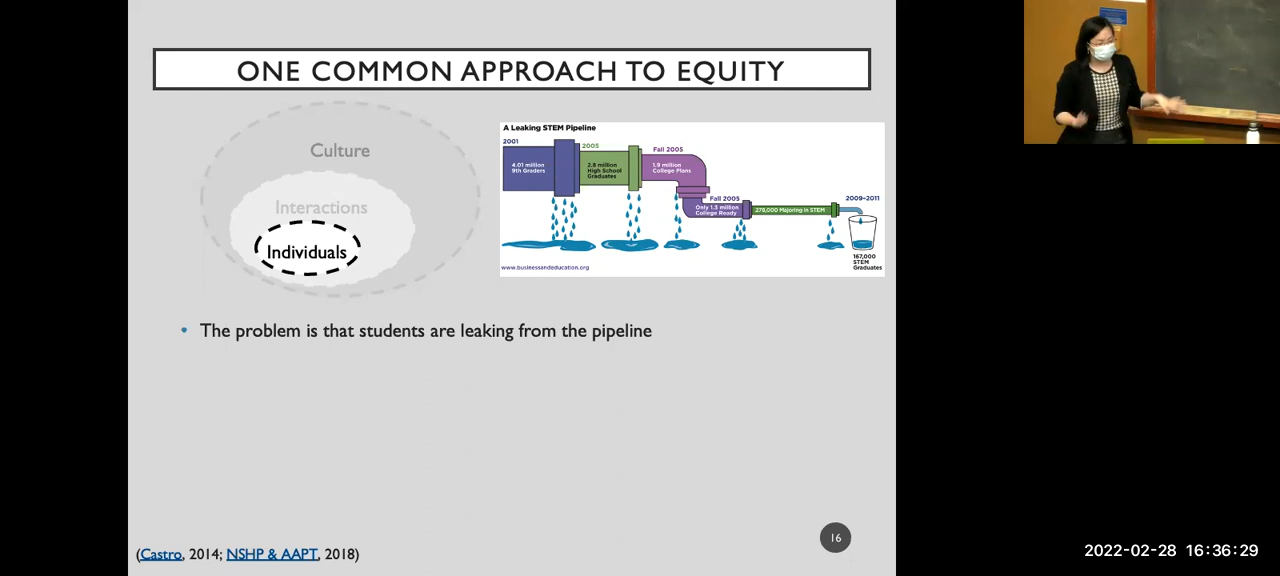 ONE COMMON APPROACH TO EQUITY
Culture
Interactions
Individuals
A Leaking STEM Pipeline
2001
4.01 million
9th Graders
2005
2.8 million
High School
Graduates
Fall 2005
1.9 million
College Plans
Fall 2005
Only 1.3 million
College Ready
278,000 Majoring in STEM
2009-2011
167,000
STEM
Graduates
www.businessandeducation.org
• The problem is that students are leaking from the pipeline
(Castro, 2014; NSHP & AAPT, 2018)
16
2022-02-28 16:36:29